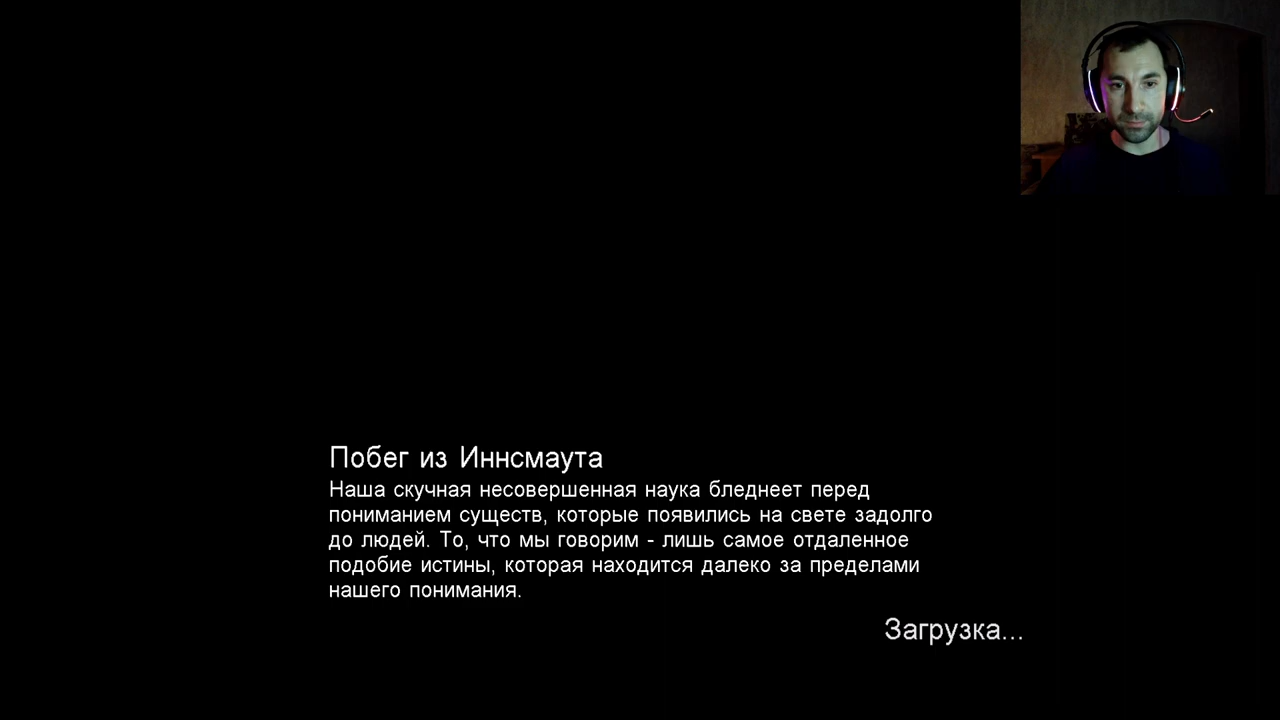 Побег из Иннсмаута
Наша скучная несовершенная наука бледнеет перед
пониманием существ, которые появились на свете задолго
до людей. То, что мы говорим - лишь самое отдаленное
подобие истины, которая находится далеко за пределами
нашего понимания.
Загрузка...